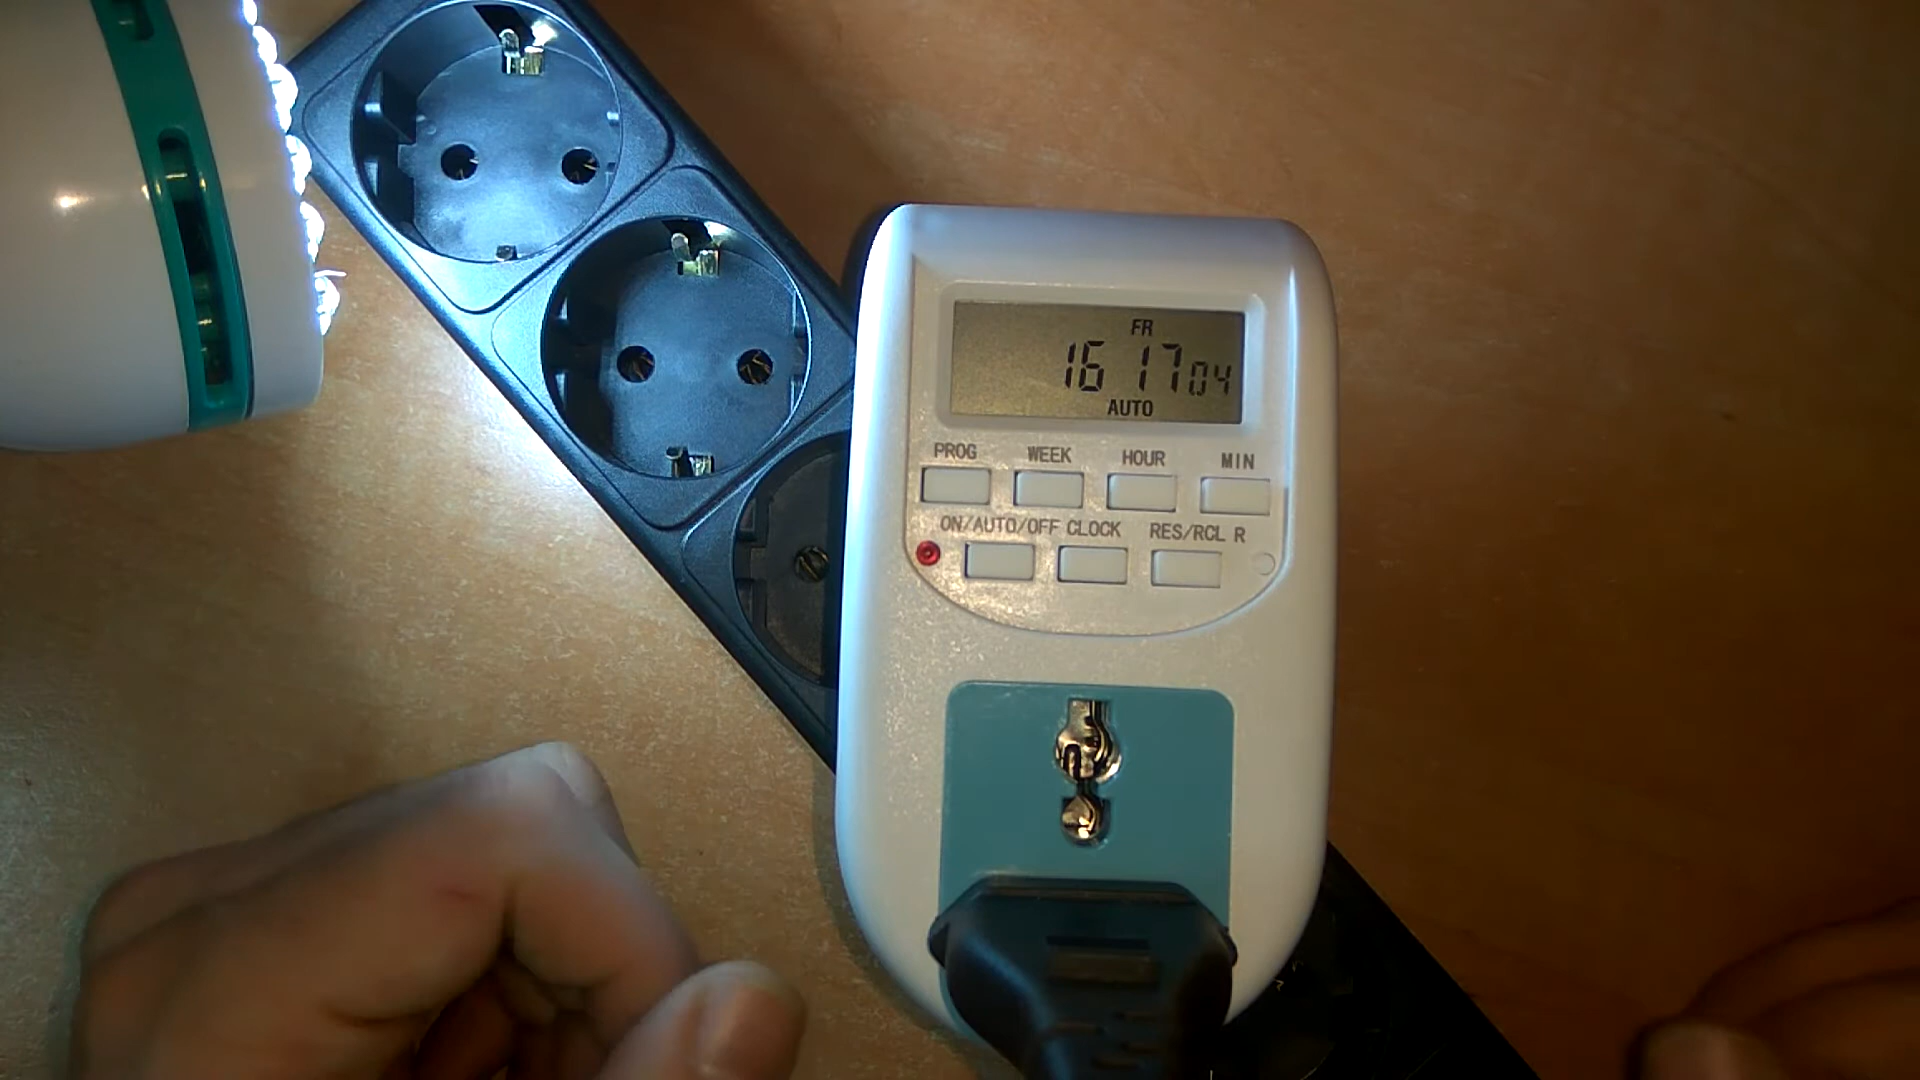 FR
16 17 04
AUTO
PROG WEEK HOUR MIN
ON/AUTO/OFF CLOCK RES/RCL R